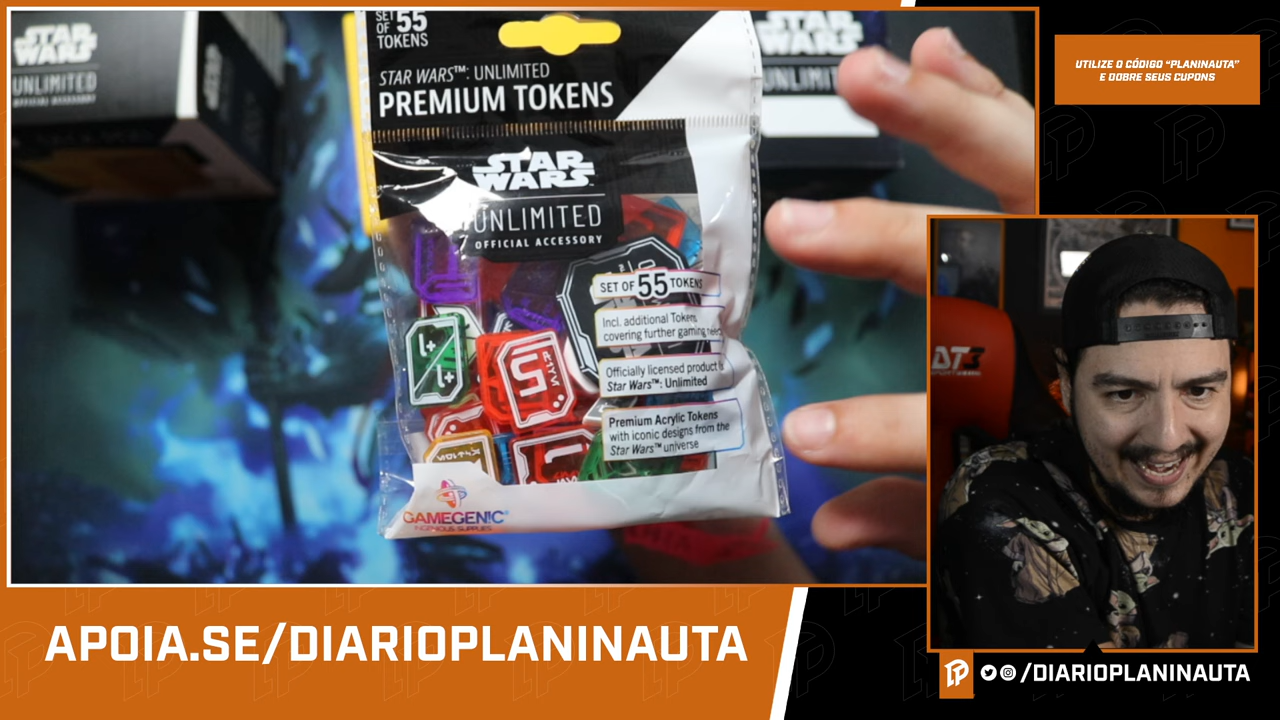 STAR
WARS
UNLIMITED
OFFICIAL ACCESSORY
SET
OF 55
TOKENS
STAR WARS™: UNLIMITED
PREMIUM TOKENS
STAR
WARS
UNLIMITED
OFFICIAL ACCESSORY
SET OF 55 TOKENS
Incl. additional Tokens
covering further gaming
Officially licensed product
Star Wars™: Unlimited
Premium Acrylic Tokens
with iconic designs from the
Star Wars™ universe
GAMEGENIC®
STAR
WARS
UTILIZE O CÓDIGO “PLANINAUTA”
E DOBRE SEUS CUPONS
DT3
APOIA.SE/DIARIOPLANINAUTA
/DIARIOPLANINAUTA